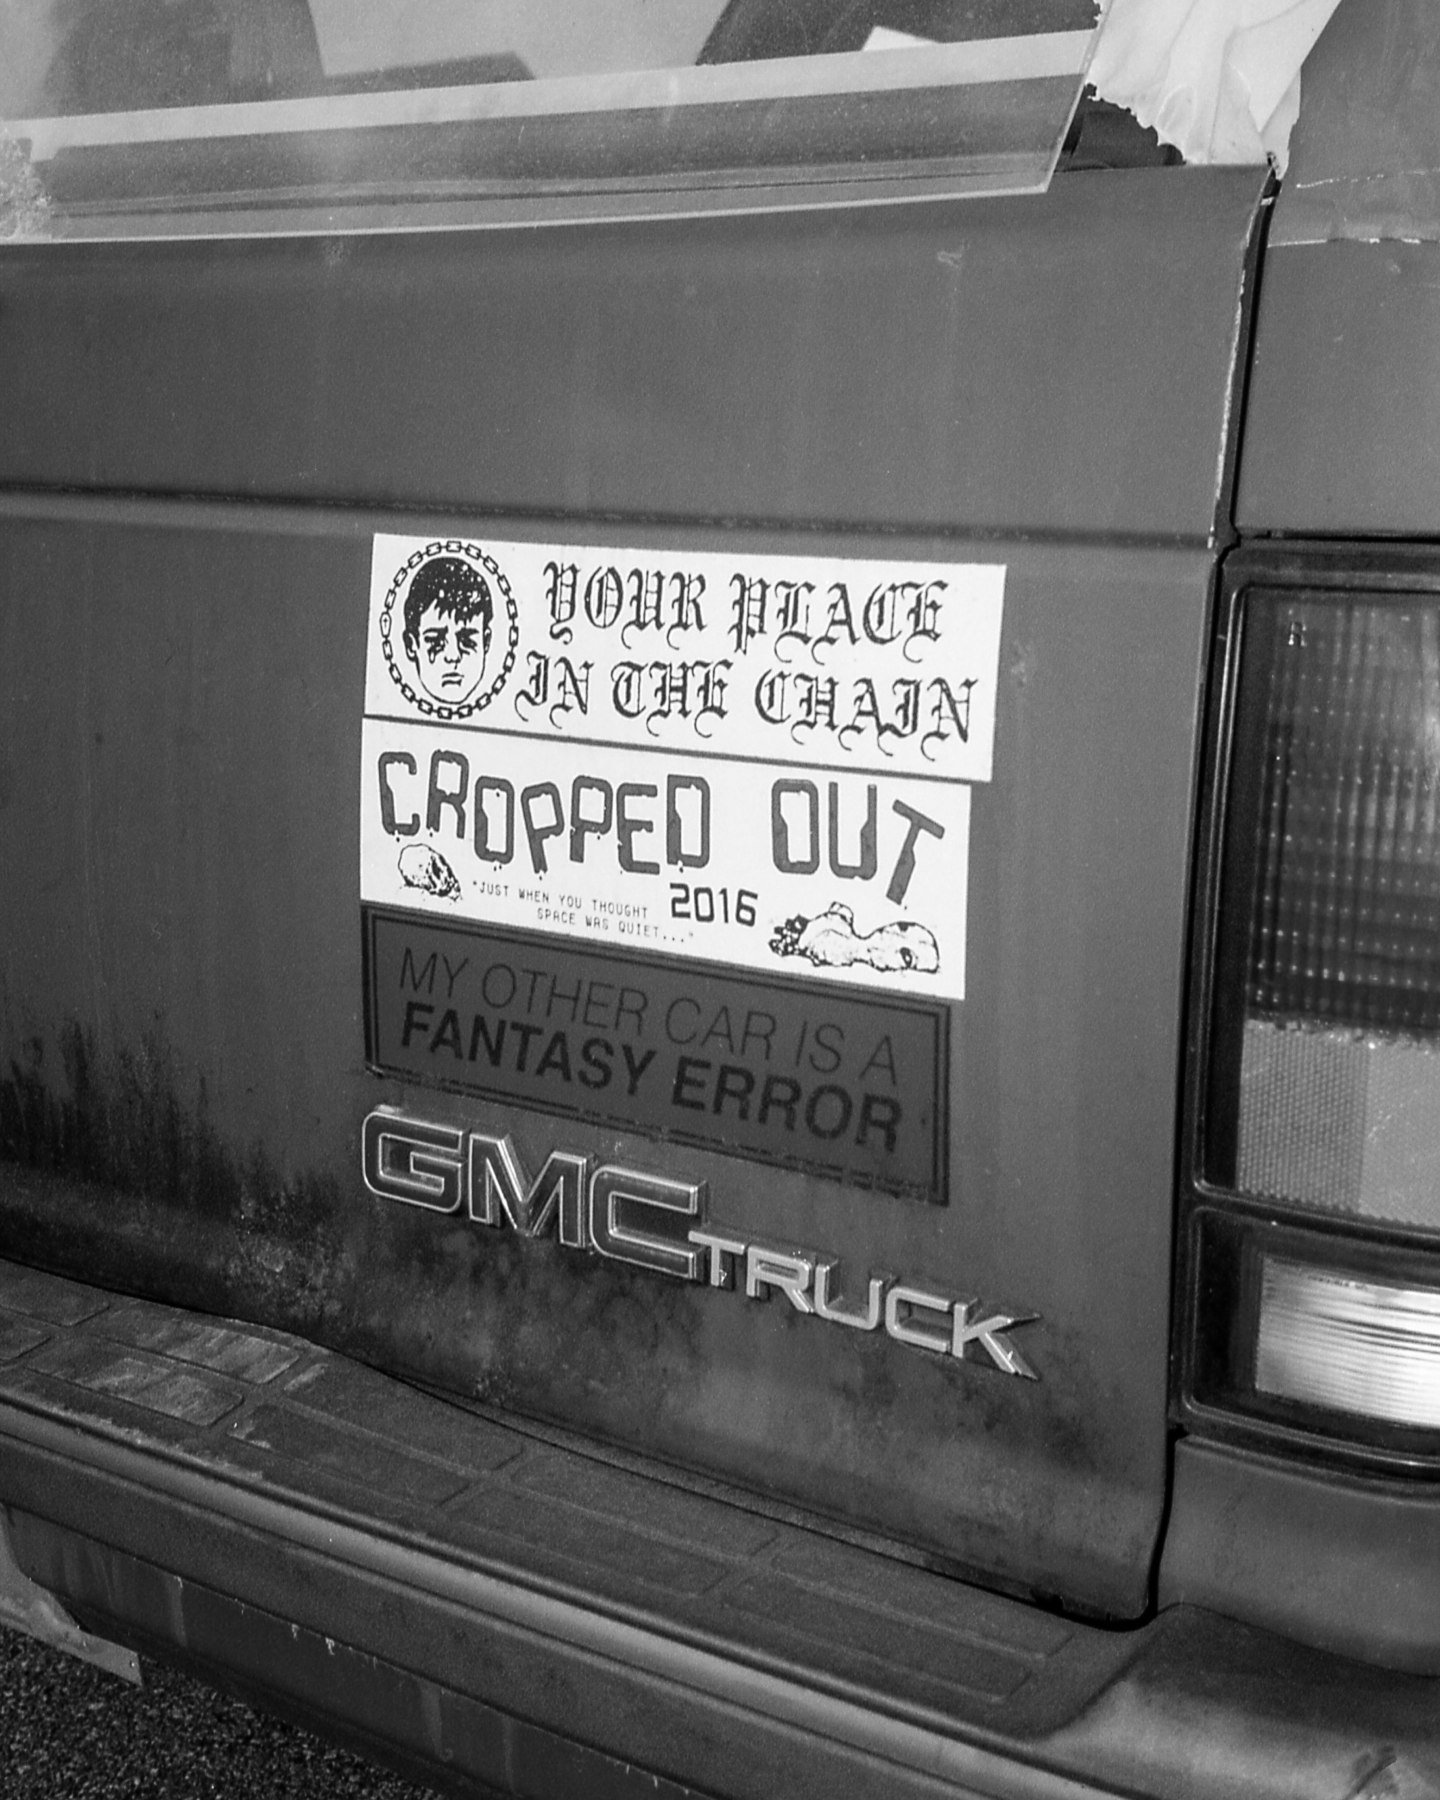 YOUR PLACE
IN THE CHAIN
CROPPED OUT
"JUST WHEN YOU THOUGHT
SPACE WAS QUIET..."
2016
MY OTHER CAR IS A
FANTASY ERROR
GMC TRUCK